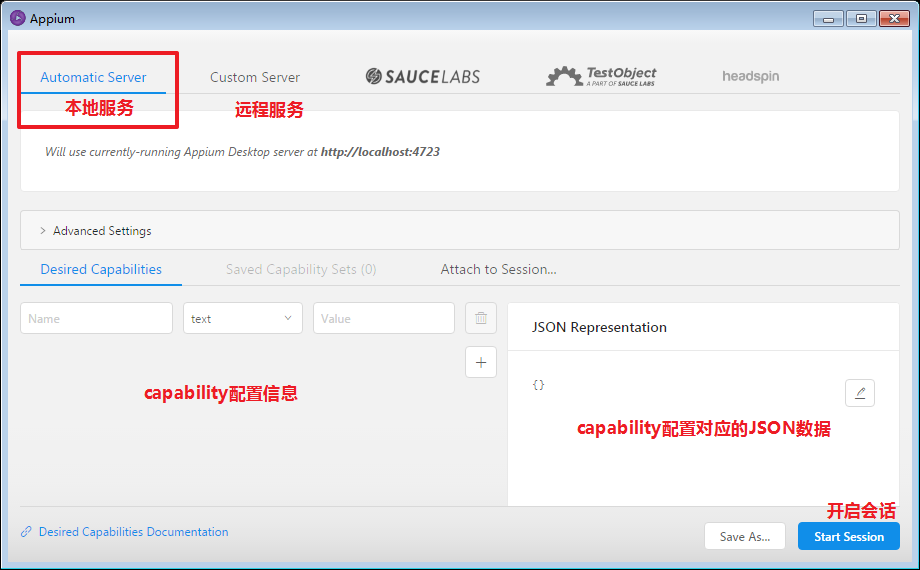 Appium
Automatic Server
Custom Server
SAUCELABS
TestObject
A PART OF SAUCE LABS
headspin
本地服务
远程服务
Will use currently-running Appium Desktop server at http://localhost:4723
Advanced Settings
Desired Capabilities
Saved Capability Sets (0)
Attach to Session...
Name
text
Value
JSON Representation
{}
capability配置信息
capability配置对应的JSON数据
开启会话
Desired Capabilities Documentation
Save As...
Start Session